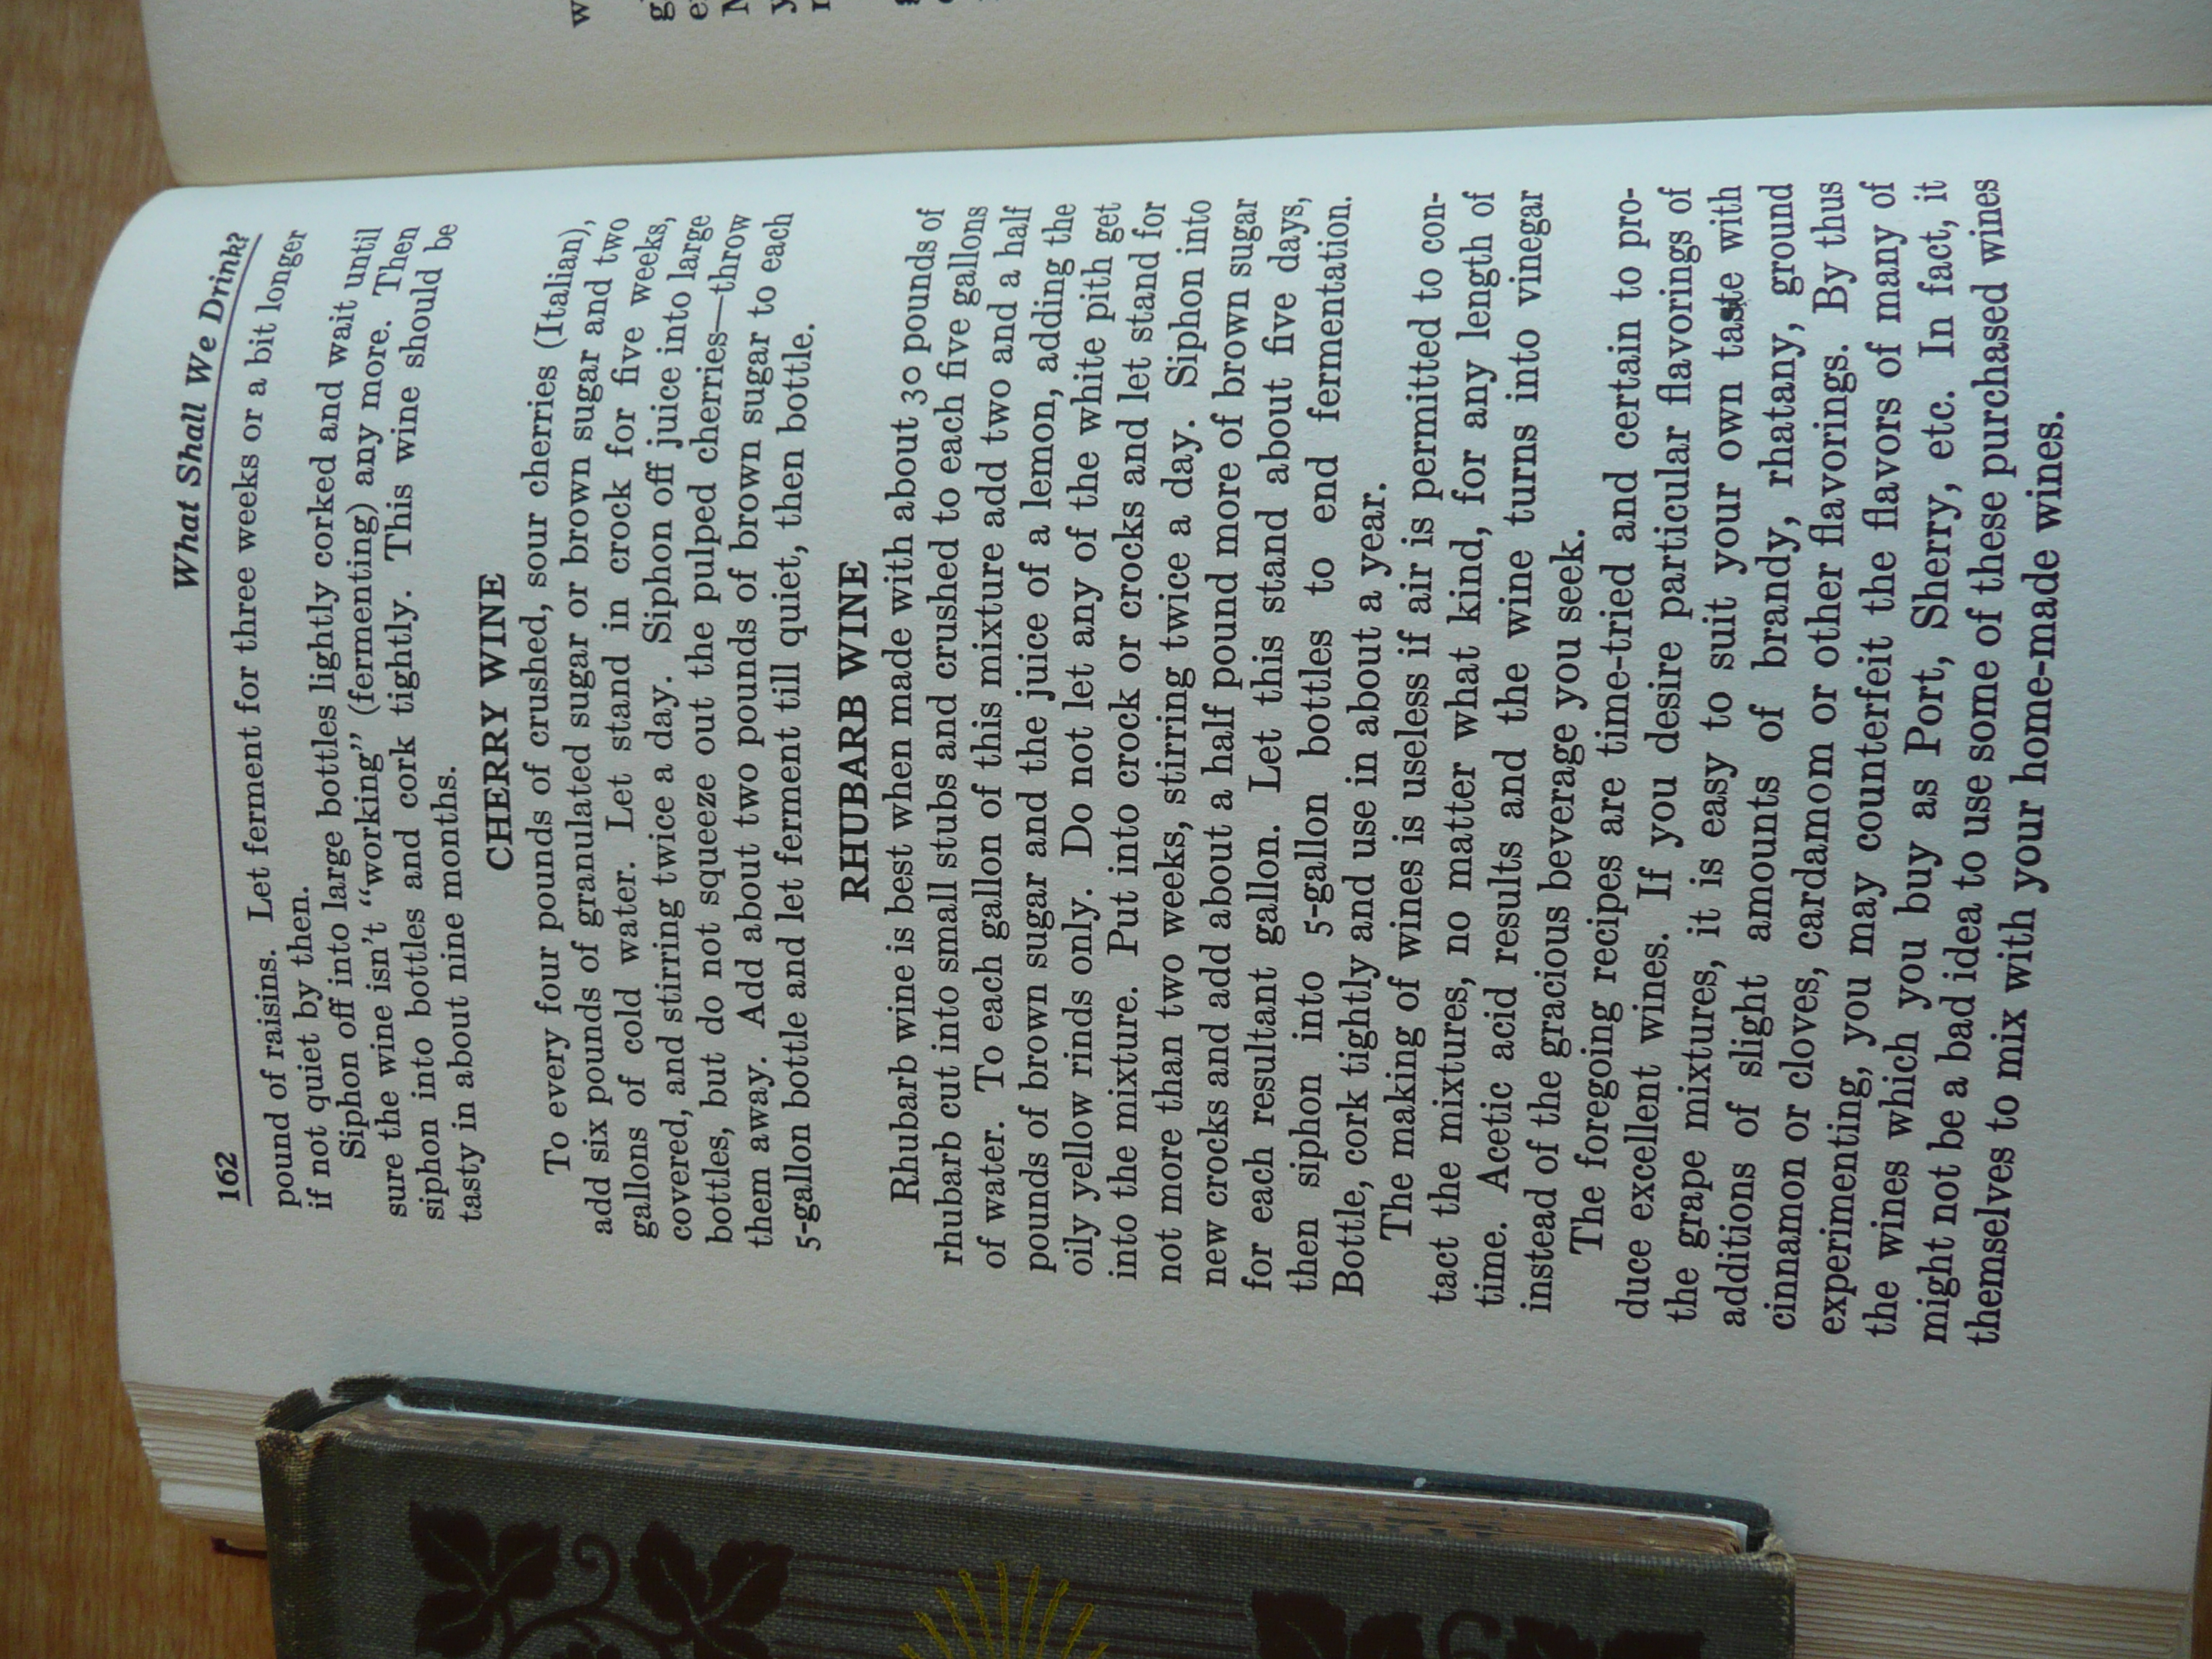 162
What Shall We Drink?
pound of raisins. Let ferment for three weeks or a bit longer
if not quiet by then.
Siphon off into large bottles lightly corked and wait until
sure the wine isn't "working" (fermenting) any more. Then
siphon into bottles and cork tightly. This wine should be
tasty in about nine months.
CHERRY WINE
To every four pounds of crushed, sour cherries (Italian),
add six pounds of granulated sugar or brown sugar and two
gallons of cold water. Let stand in crock for five weeks,
covered, and stirring twice a day. Siphon off juice into large
bottles, but do not squeeze out the pulped cherries—throw
them away. Add about two pounds of brown sugar to each
5-gallon bottle and let ferment till quiet, then bottle.
RHUBARB WINE
Rhubarb wine is best when made with about 30 pounds of
rhubarb cut into small stubs and crushed to each five gallons
of water. To each gallon of this mixture add two and a half
pounds of brown sugar and the juice of a lemon, adding the
oily yellow rinds only. Do not let any of the white pith get
into the mixture. Put into crock or crocks and let stand for
not more than two weeks, stirring twice a day. Siphon into
new crocks and add about a half pound more of brown sugar
for each resultant gallon. Let this stand about five days,
then siphon into 5-gallon bottles to end fermentation.
Bottle, cork tightly and use in about a year.
The making of wines is useless if air is permitted to con-
tact the mixtures, no matter what kind, for any length of
time. Acetic acid results and the wine turns into vinegar
instead of the gracious beverage you seek.
The foregoing recipes are time-tried and certain to pro-
duce excellent wines. If you desire particular flavorings of
the grape mixtures, it is easy to suit your own taste with
additions of slight amounts of brandy, rhatany, ground
cinnamon or cloves, cardamom or other flavorings. By thus
experimenting, you may counterfeit the flavors of many of
the wines which you buy as Port, Sherry, etc. In fact, it
might not be a bad idea to use some of these purchased wines
themselves to mix with your home-made wines.